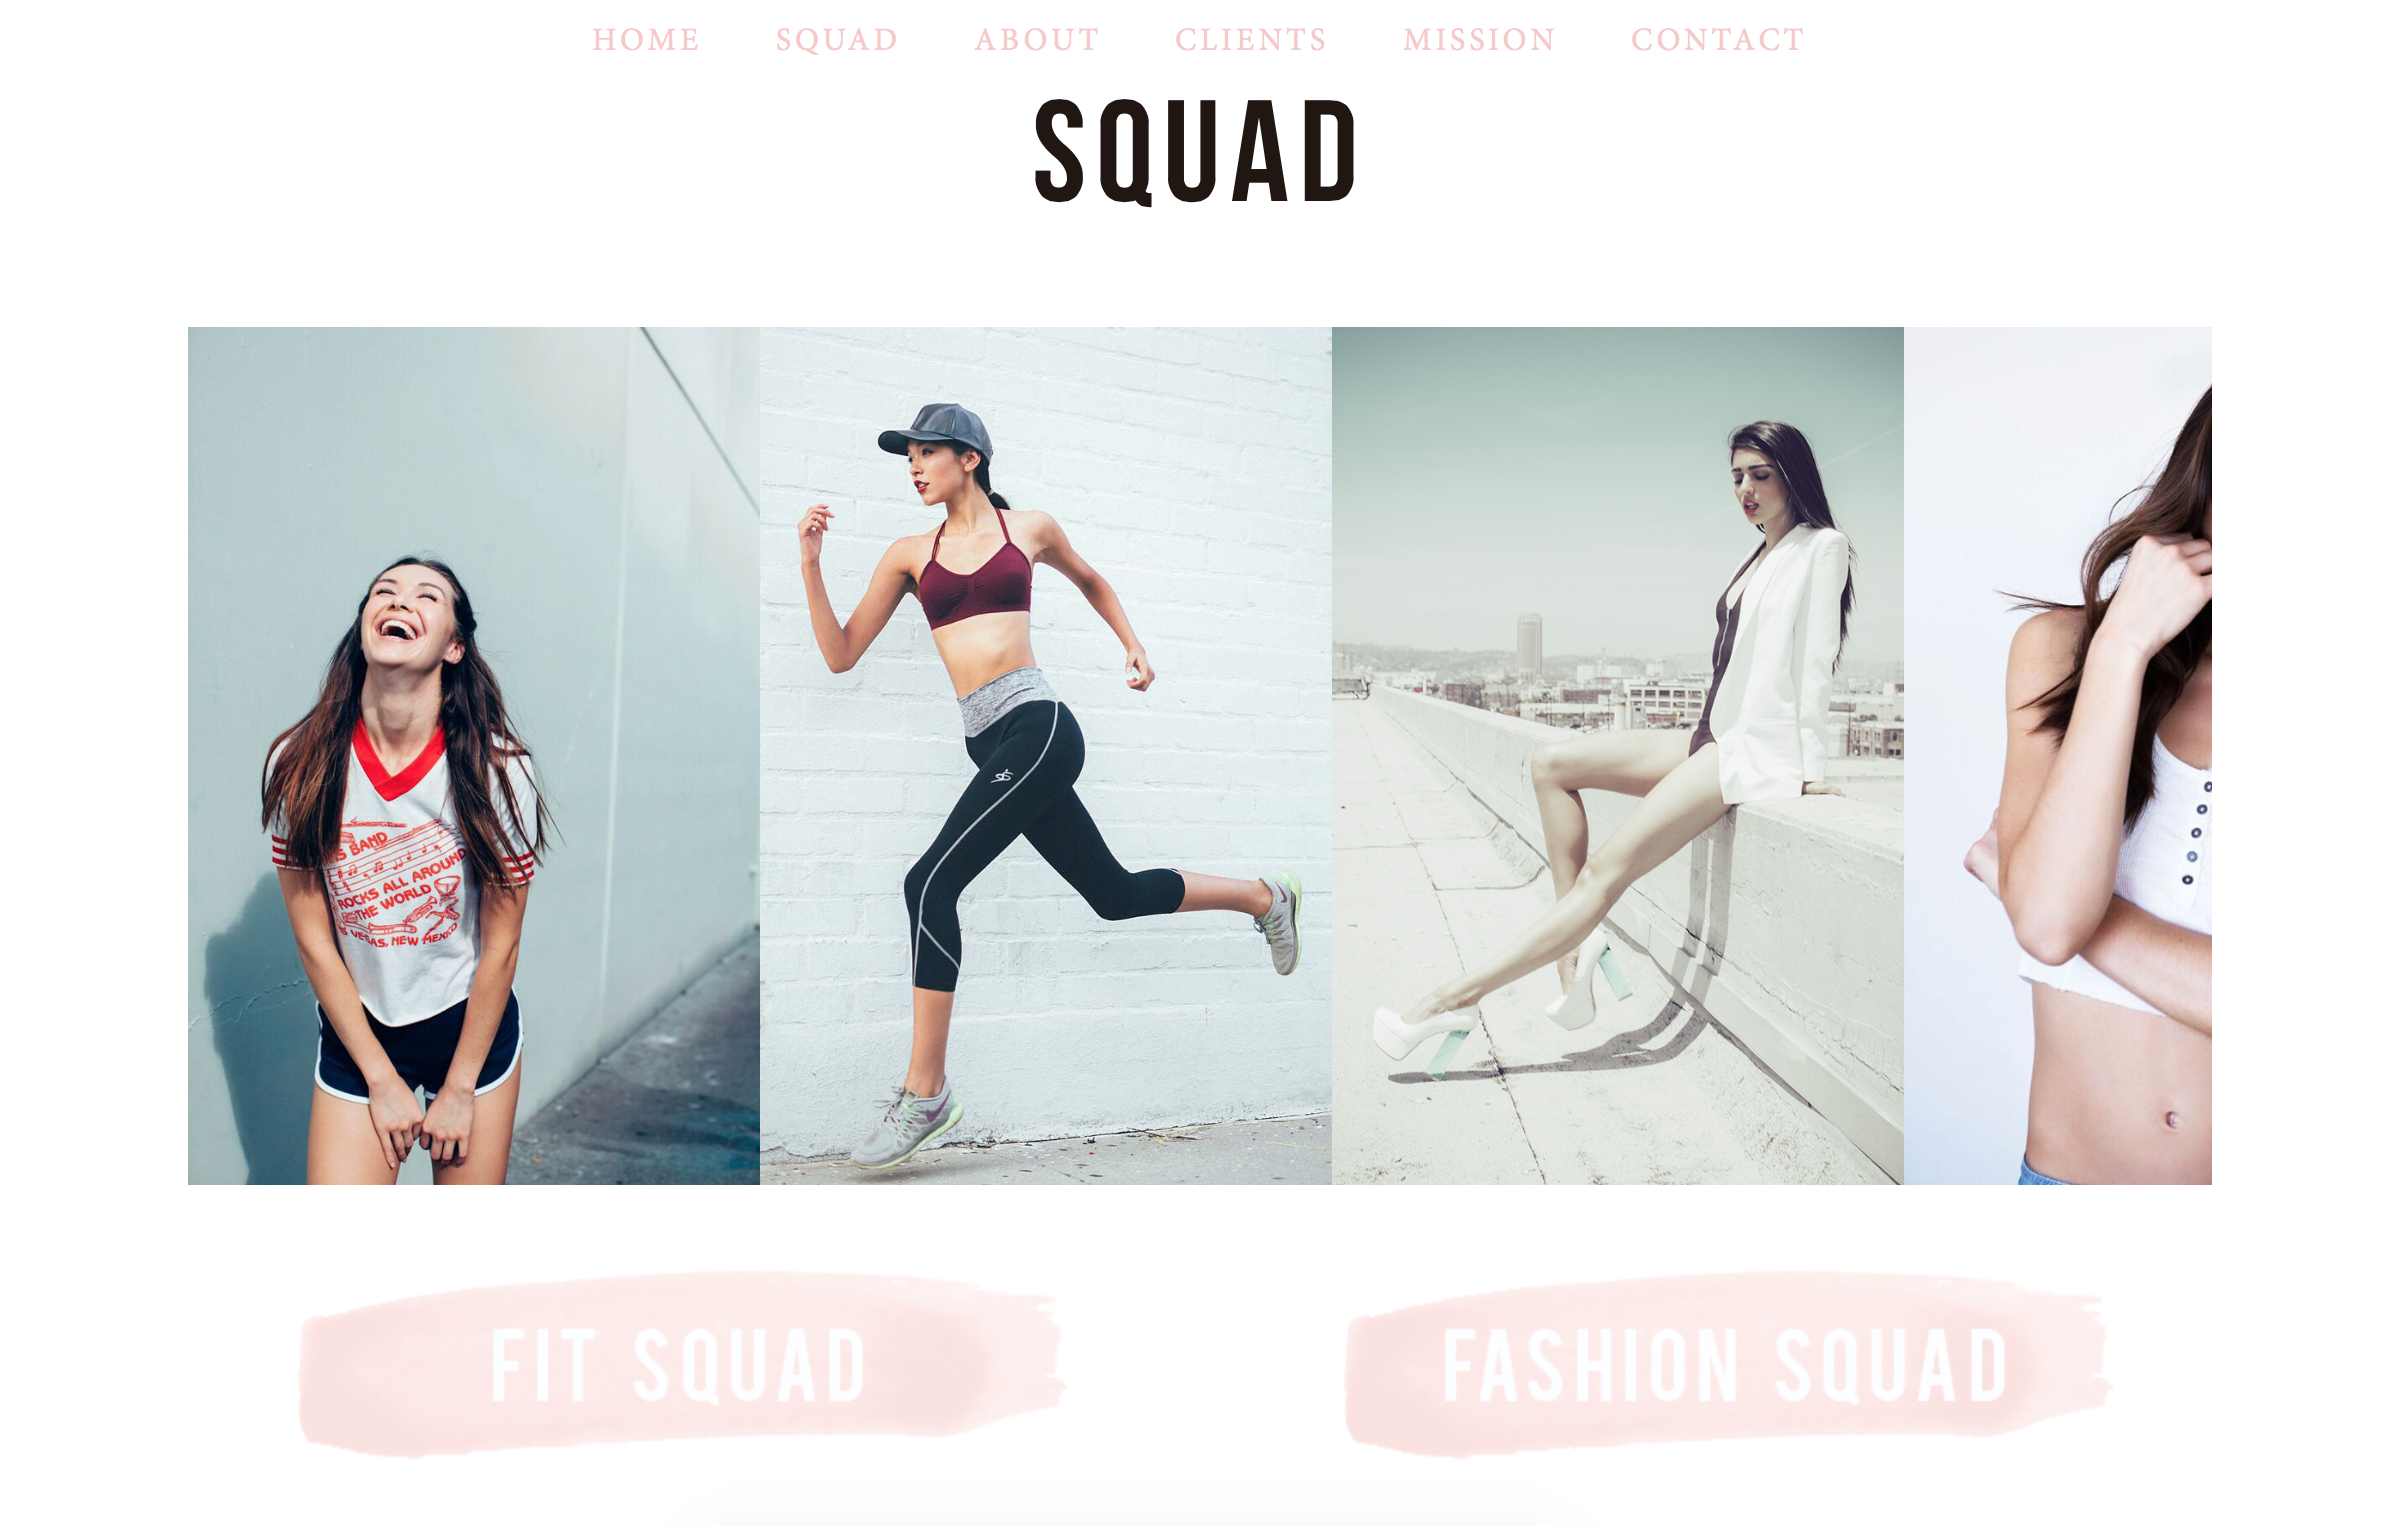 HOME SQUAD ABOUT CLIENTS MISSION CONTACT
SQUAD
BAND
ROCKS ALL AROUND
THE WORLD
VEGAS, NEW MEXICO
FIT SQUAD
FASHION SQUAD